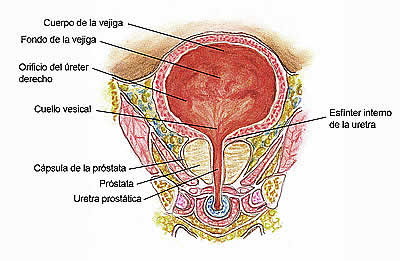 Cuerpo de la vejiga
Fondo de la vejiga
Orificio del úreter
derecho
Cuello vesical
Cápsula de la próstata
Próstata
Uretra prostática
Esfínter interno
de la uretra